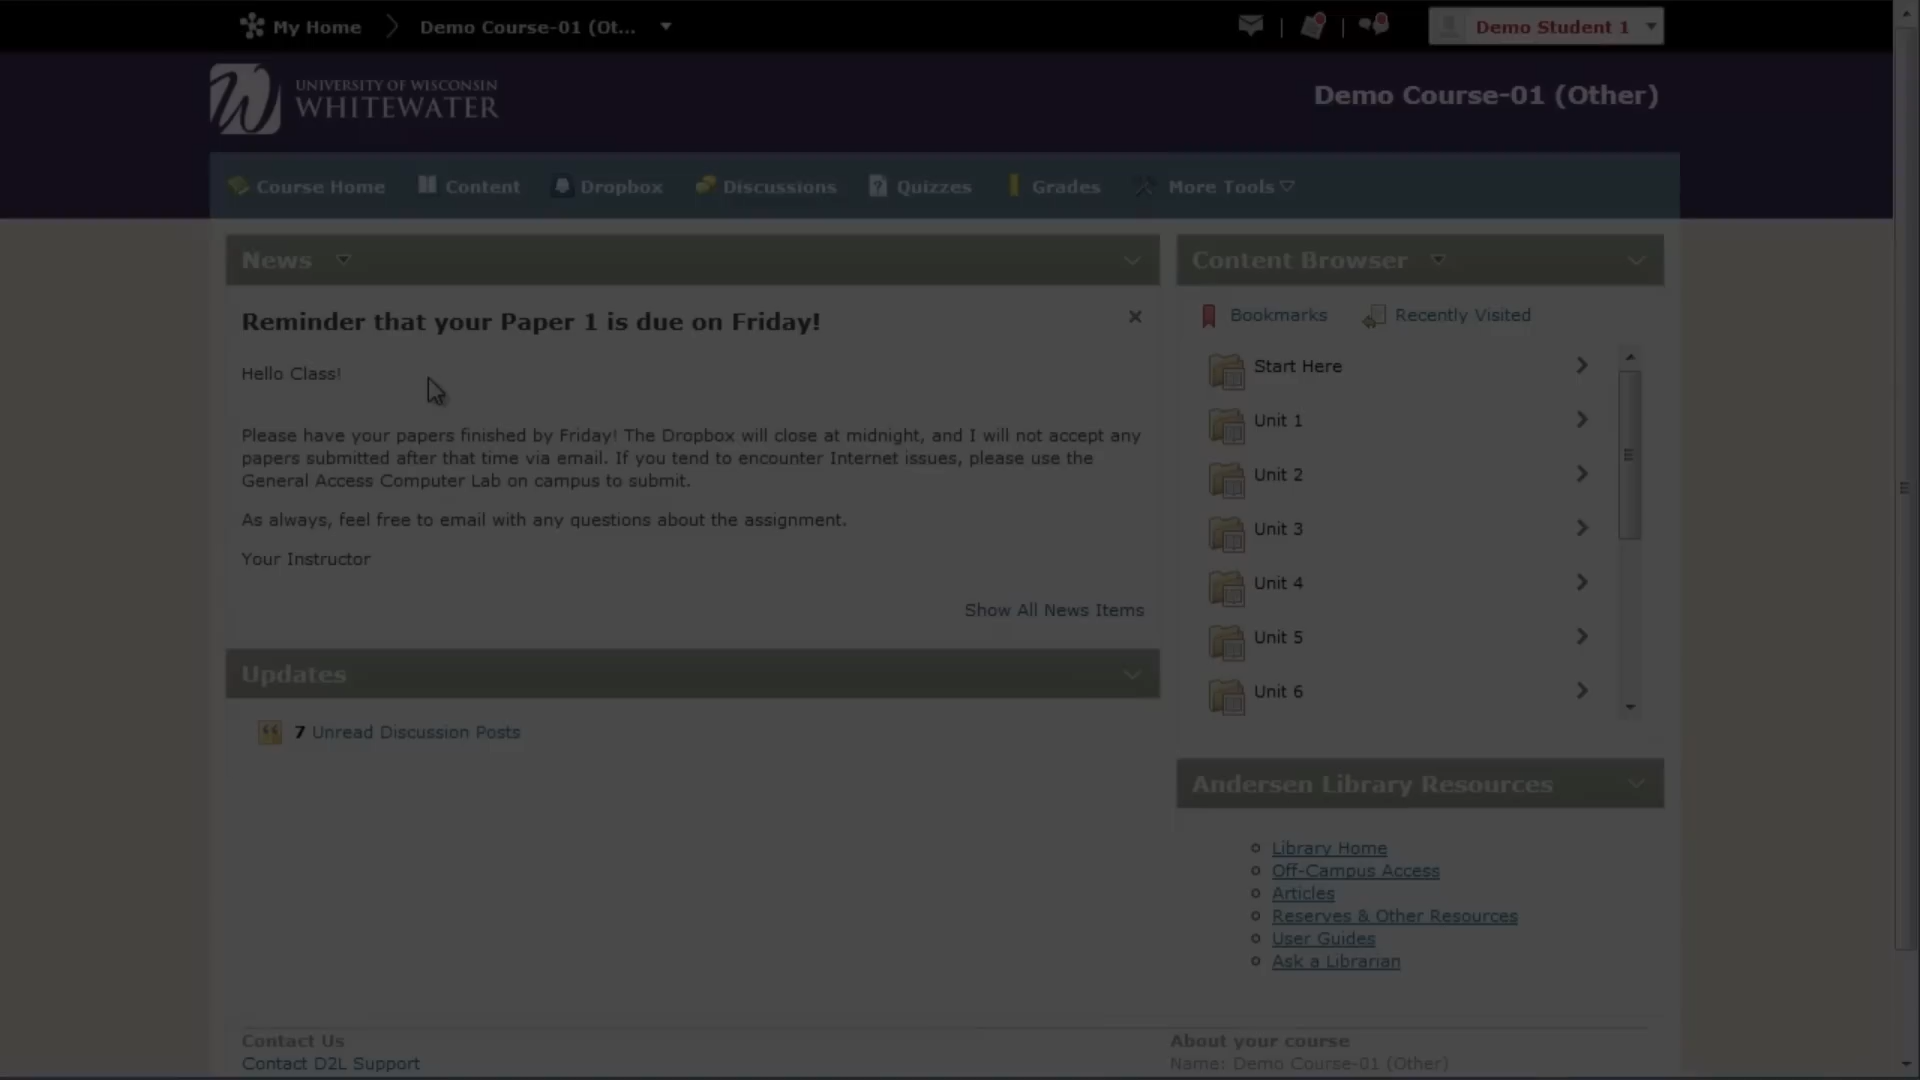 My Home
Demo Course-01 (Ot...
Demo Student 1
UNIVERSITY OF WISCONSIN
WHITEWATER
Demo Course-01 (Other)
Course Home
Content
Dropbox
Discussions
Quizzes
Grades
More Tools
News
Reminder that your Paper 1 is due on Friday!
Hello Class!
Please have your papers finished by Friday! The Dropbox will close at midnight, and I will not accept any
papers submitted after that time via email. If you tend to encounter Internet issues, please use the
General Access Computer Lab on campus to submit.
As always, feel free to email with any questions about the assignment.
Your Instructor
Show All News Items
Updates
7 Unread Discussion Posts
Content Browser
Bookmarks
Recently Visited
Start Here
Unit 1
Unit 2
Unit 3
Unit 4
Unit 5
Unit 6
Andersen Library Resources
Library Home
Off-Campus Access
Articles
Reserves & Other Resources
User Guides
Ask a Librarian
Contact Us
Contact D2L Support
About your course
Name: Demo Course-01 (Other)